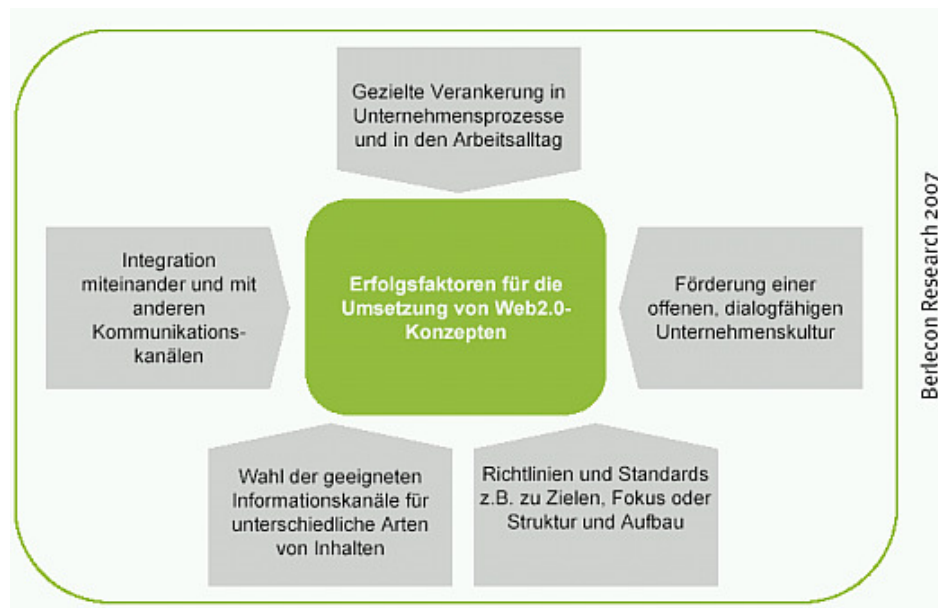 Gezielte Verankerung in
Unternehmensprozesse
und in den Arbeitsalltag
Integration
miteinander und mit
anderen
Kommunikations-
kanälen
Erfolgsfaktoren für die
Umsetzung von Web2.0-
Konzepten
Förderung einer
offenen, dialogfähigen
Unternehmenskultur
Wahl der geeigneten
Informationskanäle für
unterschiedliche Arten
von Inhalten
Richtlinien und Standards
z.B. zu Zielen, Fokus oder
Struktur und Aufbau
Berlecon Research 2007